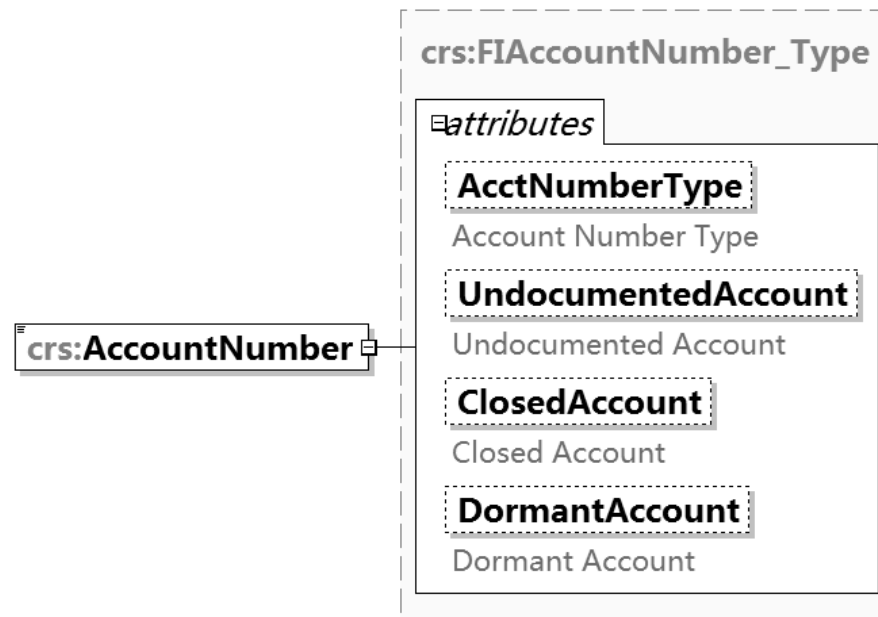 crs:FIAccountNumber_Type
attributes
AcctNumberType
Account Number Type
UndocumentedAccount
Undocumented Account
crs:AccountNumber
ClosedAccount
Closed Account
DormantAccount
Dormant Account